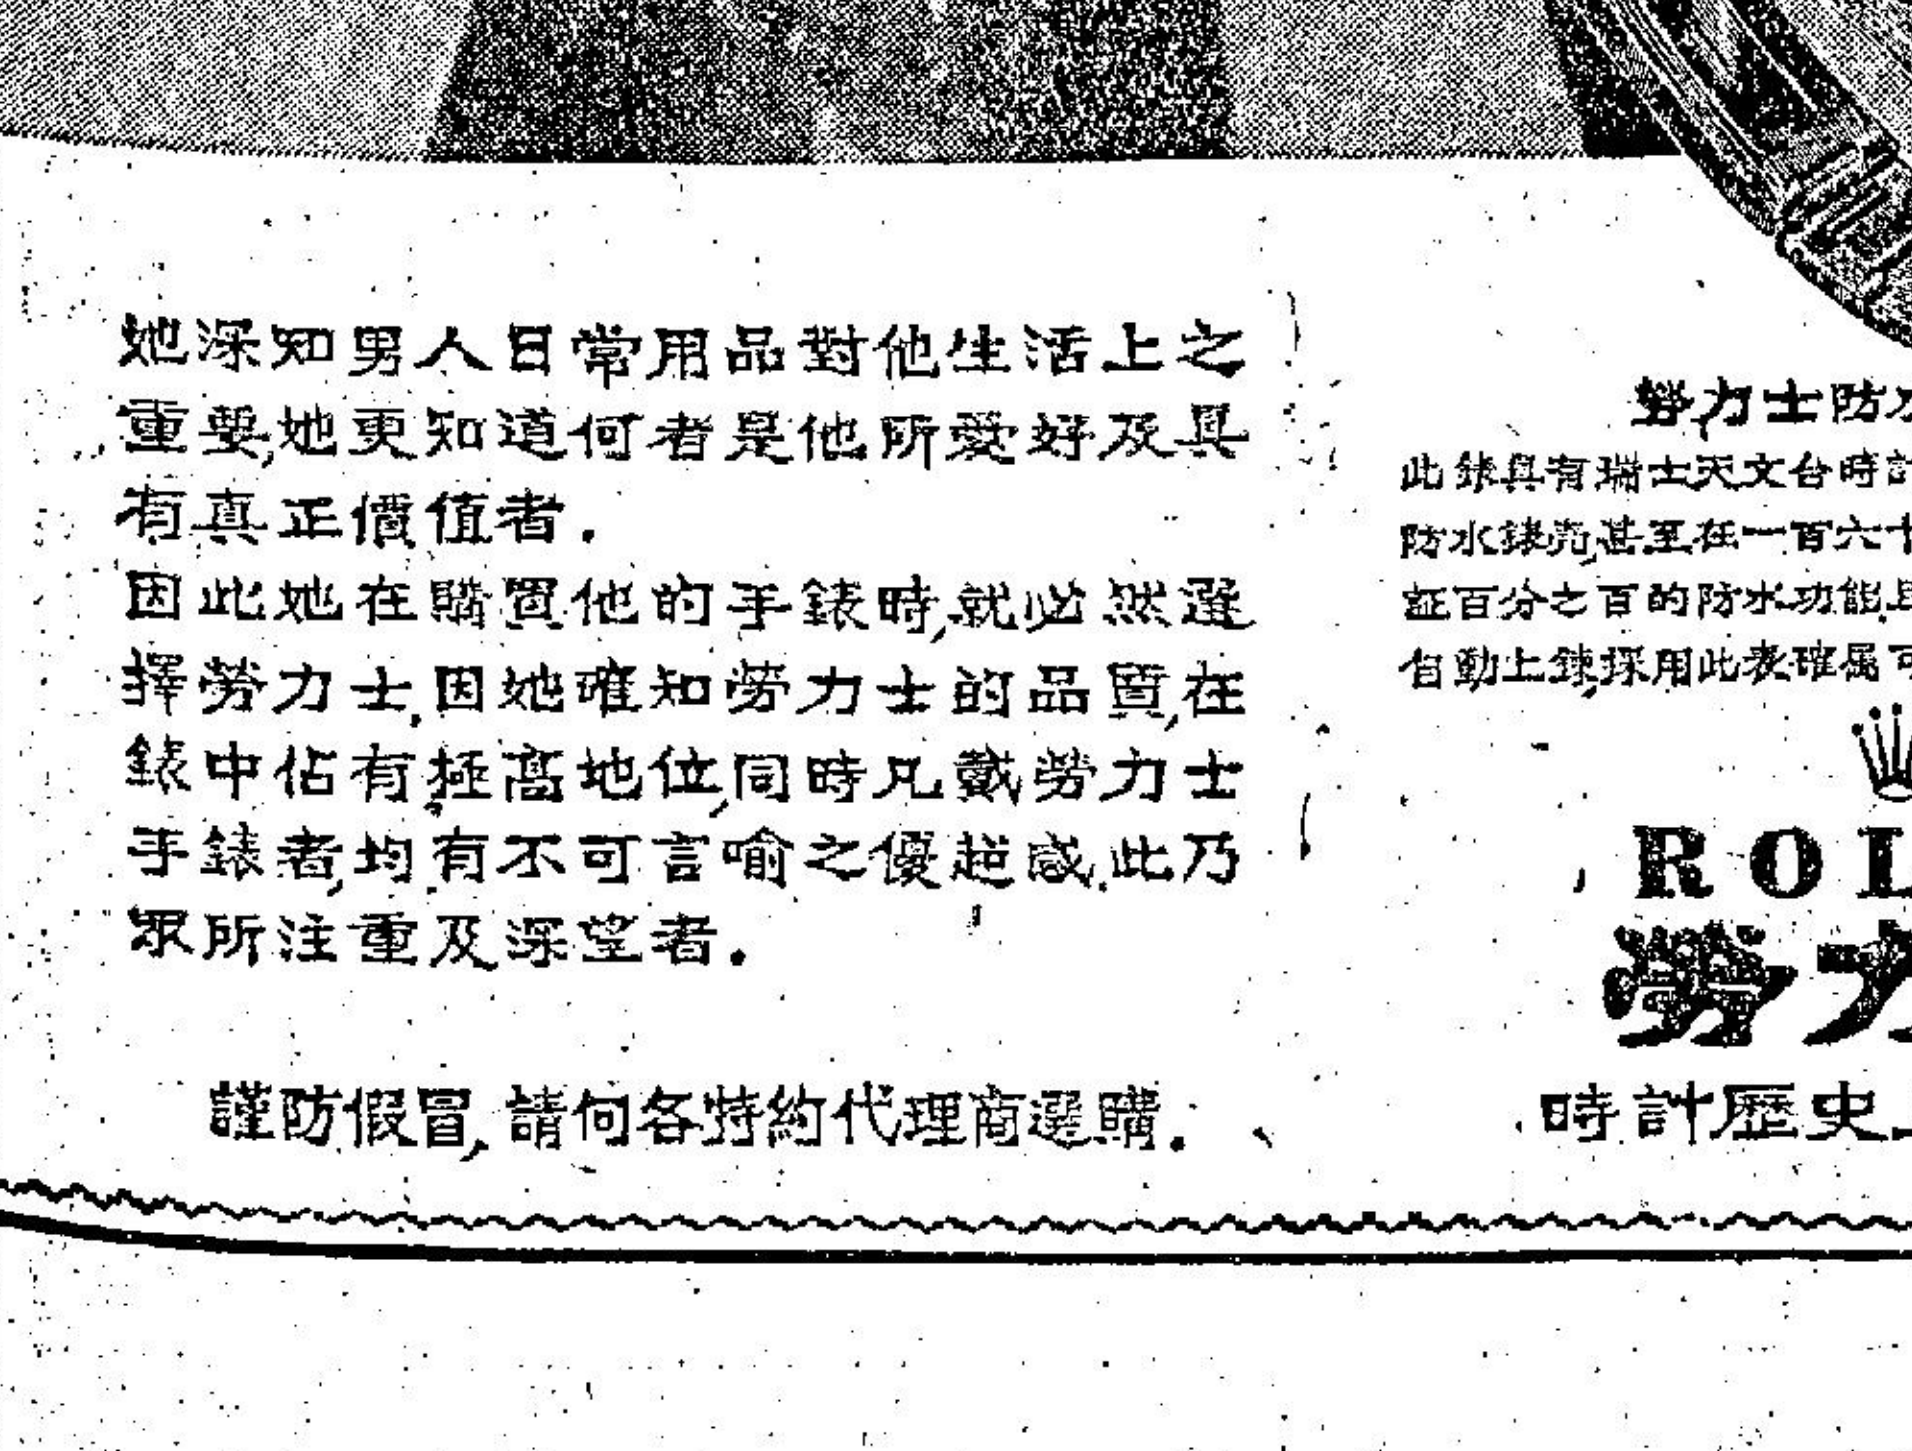 她深知男人日常用品對他生活上之
重要,她更知道何者是他所愛好及具
有真正價值者.
因此她在購買他的手錶時,就必然選
擇勞力士,因她確知勞力士的品質,在
錶中佔有極高地位,同時凡戴勞力士
手錶者,均有不可言喻之優越感.此乃
眾所注重及深望者.
謹防假冒,請向各特約代理商選購.
勞力士防水
此錶具有瑞士天文台時計
防水錶壳,甚至在一百六十
証百分之百的防水功能.且
自動上鍊,採用此表確屬可
ROL
勞力
時計歷史上